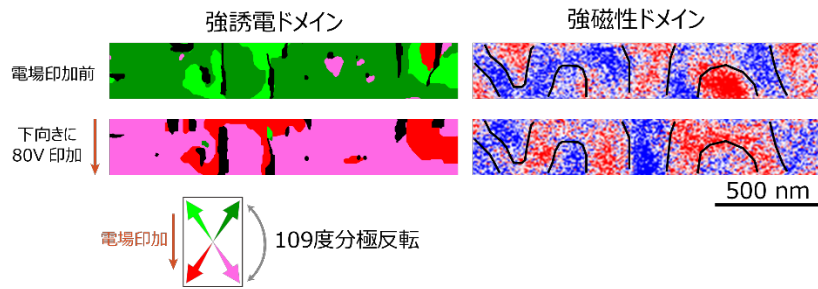 強誘電ドメイン
強磁性ドメイン
電場印加前
下向きに
80V 印加
500 nm
電場印加
109度分極反転